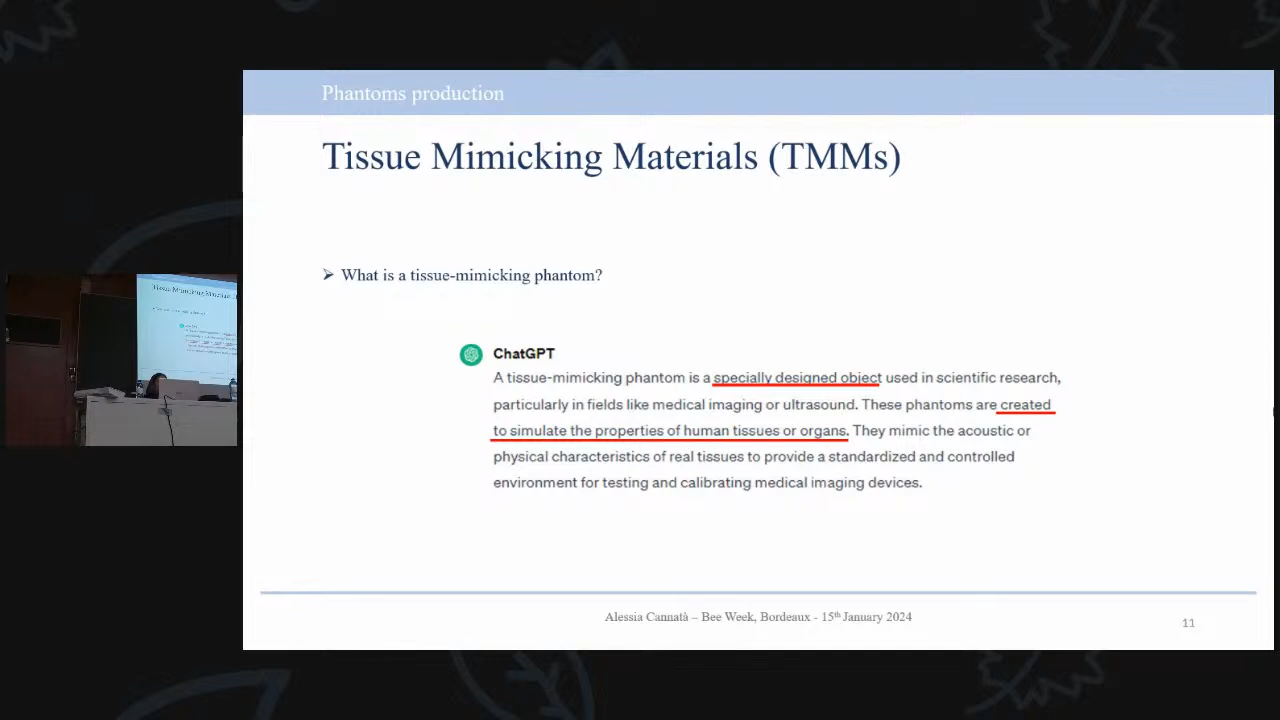 Phantoms production
Tissue Mimicking Materials (TMMs)
➢ What is a tissue-mimicking phantom?
ChatGPT
A tissue-mimicking phantom is a specially designed object used in scientific research,
particularly in fields like medical imaging or ultrasound. These phantoms are created
to simulate the properties of human tissues or organs. They mimic the acoustic or
physical characteristics of real tissues to provide a standardized and controlled
environment for testing and calibrating medical imaging devices.
Alessia Cannatà – Bee Week, Bordeaux - 15th January 2024
11
Tissue Mimicking Materials